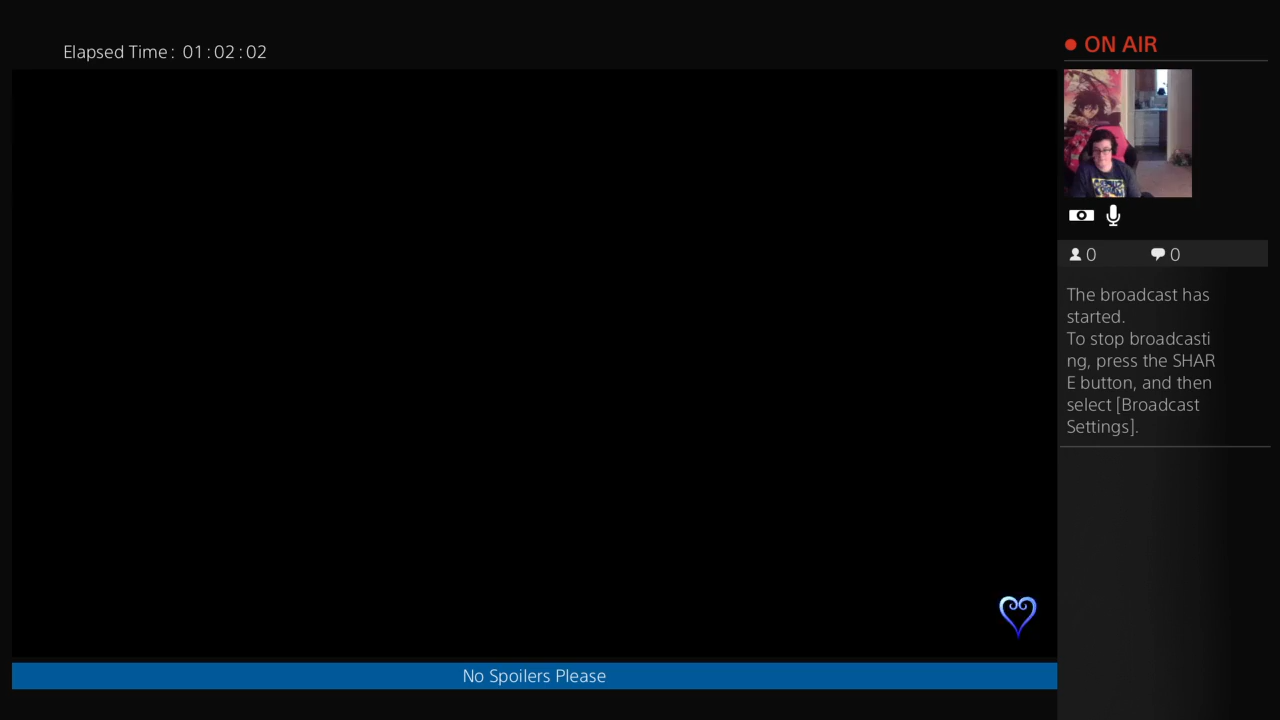 Elapsed Time: 01:02:02
ON AIR
0 0
The broadcast has
started.
To stop broadcasti
ng, press the SHAR
E button, and then
select [Broadcast
Settings].
No Spoilers Please